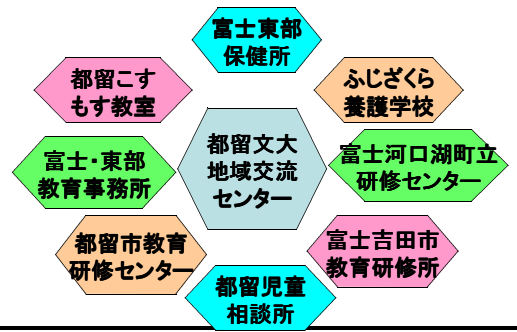 富士東部
保健所
都留こす
もす教室
ふじざくら
養護学校
富士・東部
教育事務所
都留文大
地域交流
センター
富士河口湖町立
研修センター
都留市教育
研修センター
富士吉田市
教育研修所
都留児童
相談所